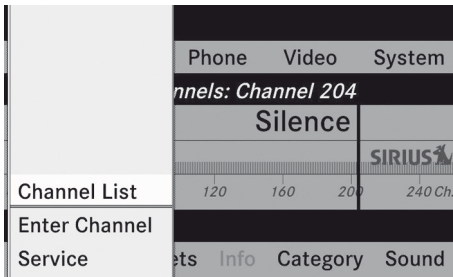 Phone Video System
nnels: Channel 204
Silence
SIRIUS
120 160 200 240 Ch.
Channel List
Enter Channel
Service
ets Info Category Sound